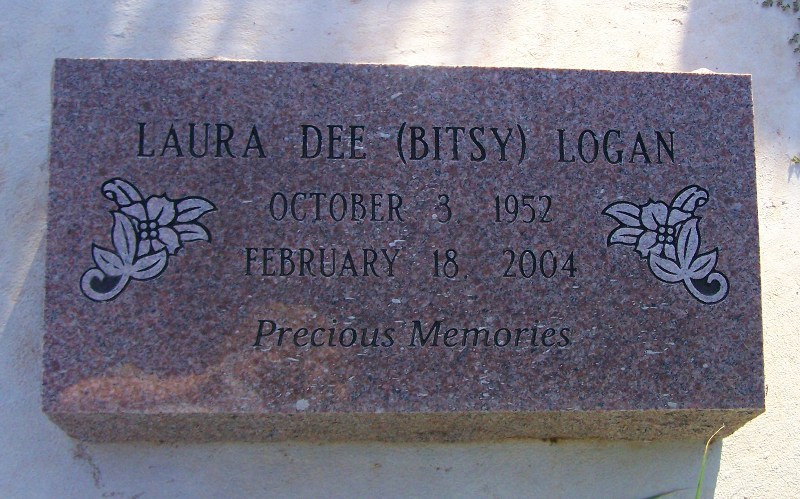 LAURA DEE (BITSY) LOGAN
OCTOBER 3, 1952
FEBRUARY 18, 2004
Precious Memories